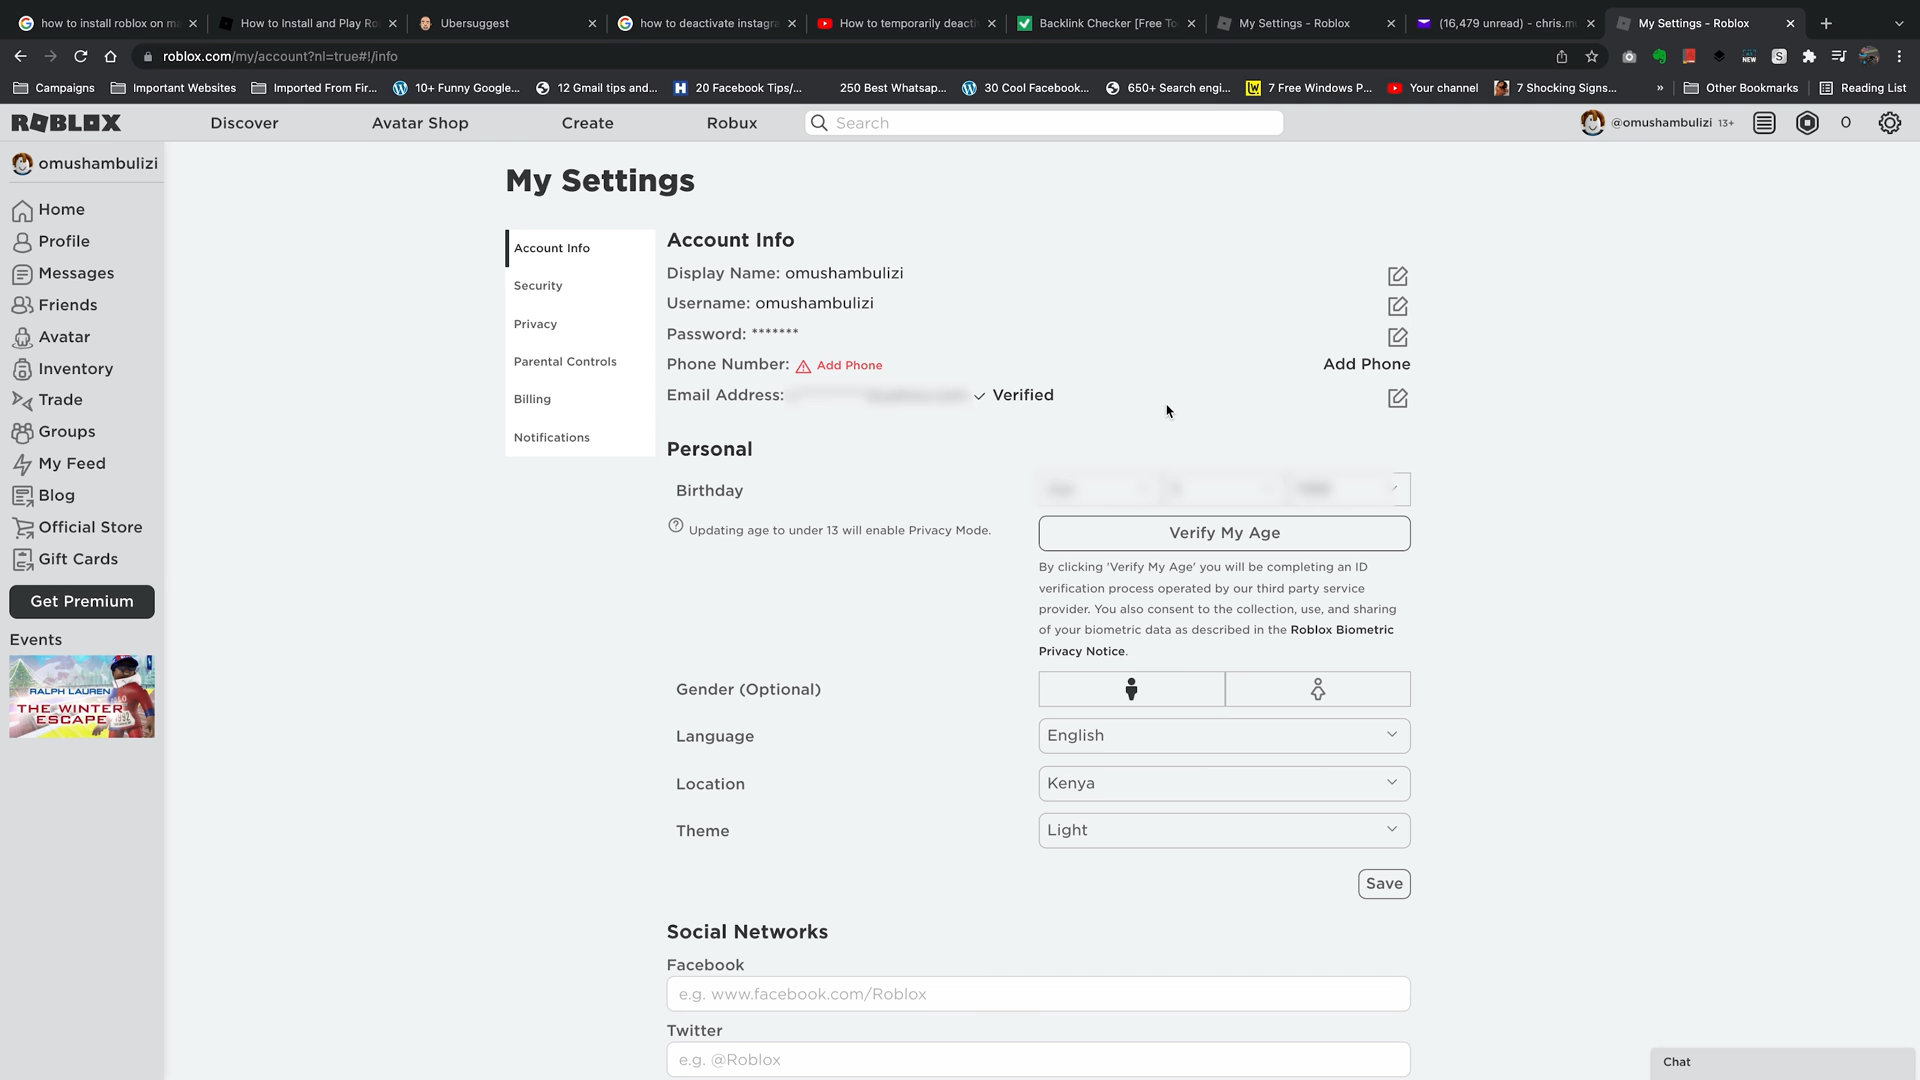 how to install roblox on m
How to Install and Play Ro
Ubersuggest
how to deactivate instagra
How to temporarily deacti
Backlink Checker [Free To
My Settings - Roblox
(16,479 unread) - chris.m
My Settings - Roblox
roblox.com/my/account?nl=true#!/info
Campaigns
Important Websites
Imported From Fir...
10+ Funny Google...
12 Gmail tips and...
20 Facebook Tips/...
250 Best Whatsap...
30 Cool Facebook...
650+ Search engi...
7 Free Windows P...
Your channel
7 Shocking Signs...
»
Other Bookmarks
Reading List
ROBLOX
Discover
Avatar Shop
Create
Robux
Search
@omushambulizi 13+
0
omushambulizi
Home
Profile
Messages
Friends
Avatar
Inventory
Trade
Groups
My Feed
Blog
Official Store
Gift Cards
Get Premium
Events
RALPH LAUREN
THE WINTER
ESCAPE
My Settings
Account Info
Security
Privacy
Parental Controls
Billing
Notifications
Account Info
Display Name: omushambulizi
Username: omushambulizi
Password: *******
Phone Number: Add Phone
Add Phone
Email Address:
Verified
Personal
Birthday
Updating age to under 13 will enable Privacy Mode.
Verify My Age
By clicking 'Verify My Age' you will be completing an ID
verification process operated by our third party service
provider. You also consent to the collection, use, and sharing
of your biometric data as described in the Roblox Biometric
Privacy Notice.
Gender (Optional)
Language
English
Location
Kenya
Theme
Light
Save
Social Networks
Facebook
e.g. www.facebook.com/Roblox
Twitter
e.g. @Roblox
Chat